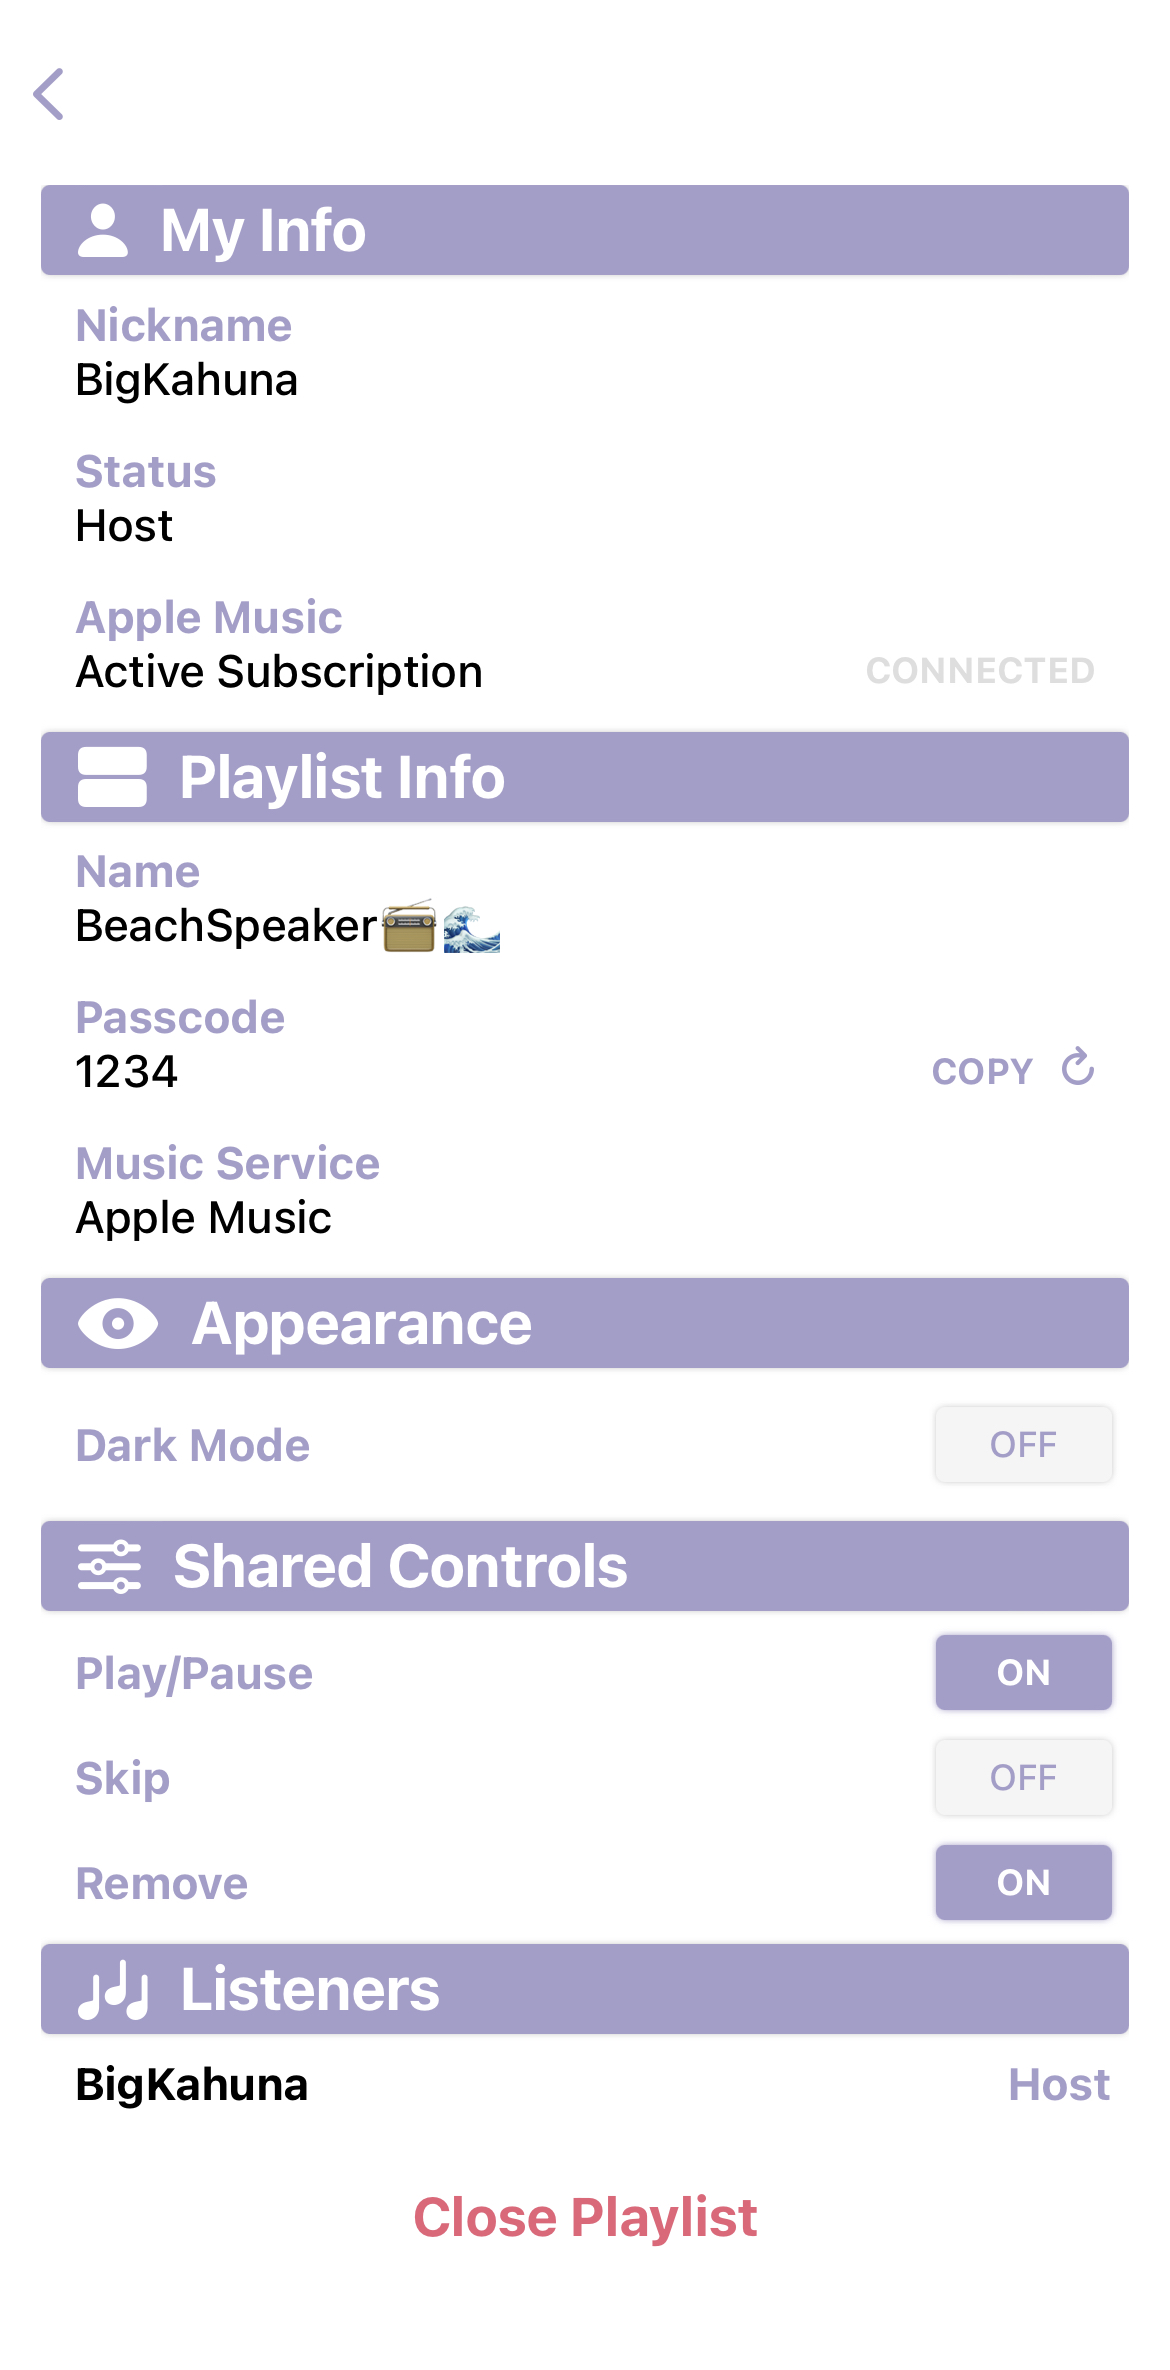 My Info
Nickname
BigKahuna
Status
Host
Apple Music
Active Subscription CONNECTED
Playlist Info
Name
BeachSpeaker📻🌊
Passcode
1234 COPY
Music Service
Apple Music
Appearance
Dark Mode OFF
Shared Controls
Play/Pause ON
Skip OFF
Remove ON
Listeners
BigKahuna Host
Close Playlist